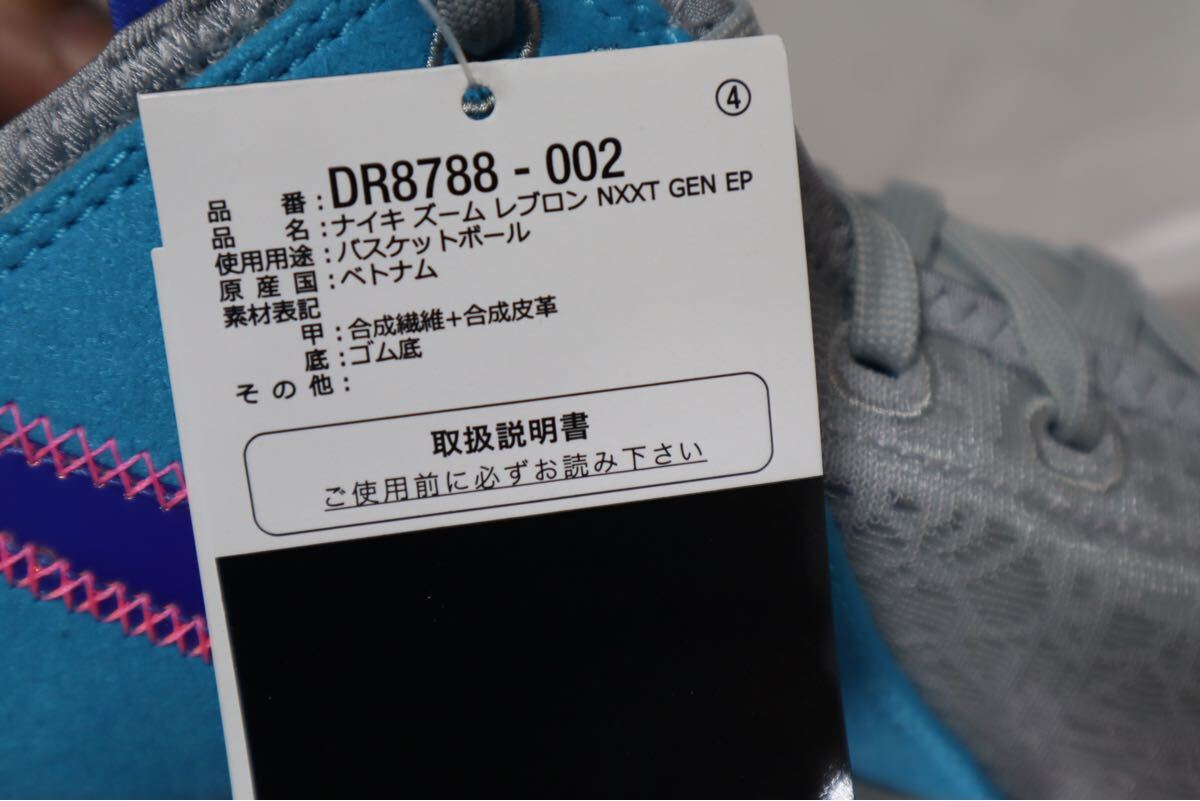 ④
品 番：DR8788 - 002
品 名：ナイキ ズーム レブロン NXXT GEN EP
使用用途：バスケットボール
原産国：ベトナム
素材表記
甲：合成繊維+合成皮革
底：ゴム底
その他：
取扱説明書
ご使用前に必ずお読み下さい